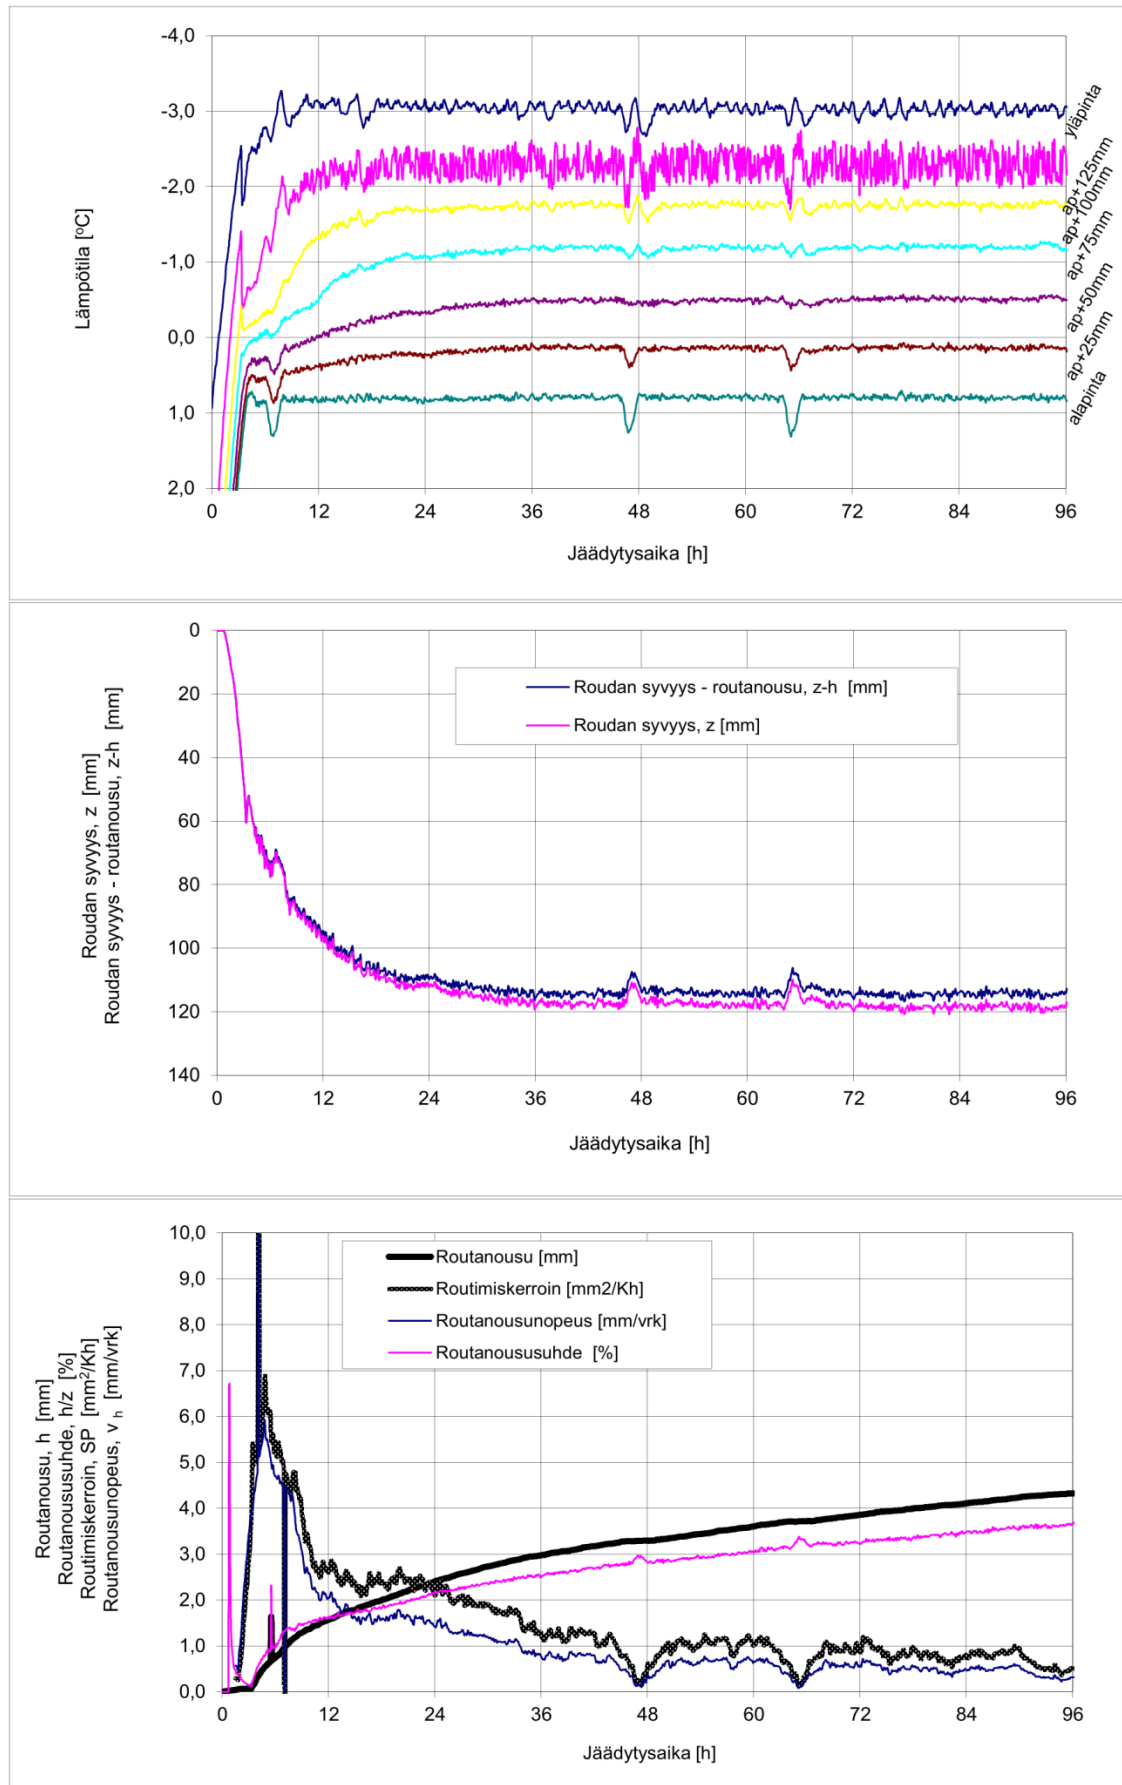 -4,0
-3,0
-2,0
-1,0
0,0
1,0
2,0
Lämpötila [ºC]
yläpinta
ap+125mm
ap+100mm
ap+75mm
ap+50mm
ap+25mm
alapinta
0 12 24 36 48 60 72 84 96
Jäädytysaika [h]
0
20
40
60
80
100
120
140
Roudan syvyys, z [mm]
Roudan syvyys - routanousu, z-h [mm]
Roudan syvyys - routanousu, z-h [mm]
Roudan syvyys, z [mm]
0 12 24 36 48 60 72 84 96
Jäädytysaika [h]
10,0
9,0
8,0
7,0
6,0
5,0
4,0
3,0
2,0
1,0
0,0
Routanousu, h [mm]
Routanoususuhde, h/z [%]
Routimiskerroin, SP [mm²/Kh]
Routanousunopeus, v h [mm/vrk]
Routanousu [mm]
Routimiskerroin [mm2/Kh]
Routanousunopeus [mm/vrk]
Routanoususuhde [%]
0 12 24 36 48 60 72 84 96
Jäädytysaika [h]